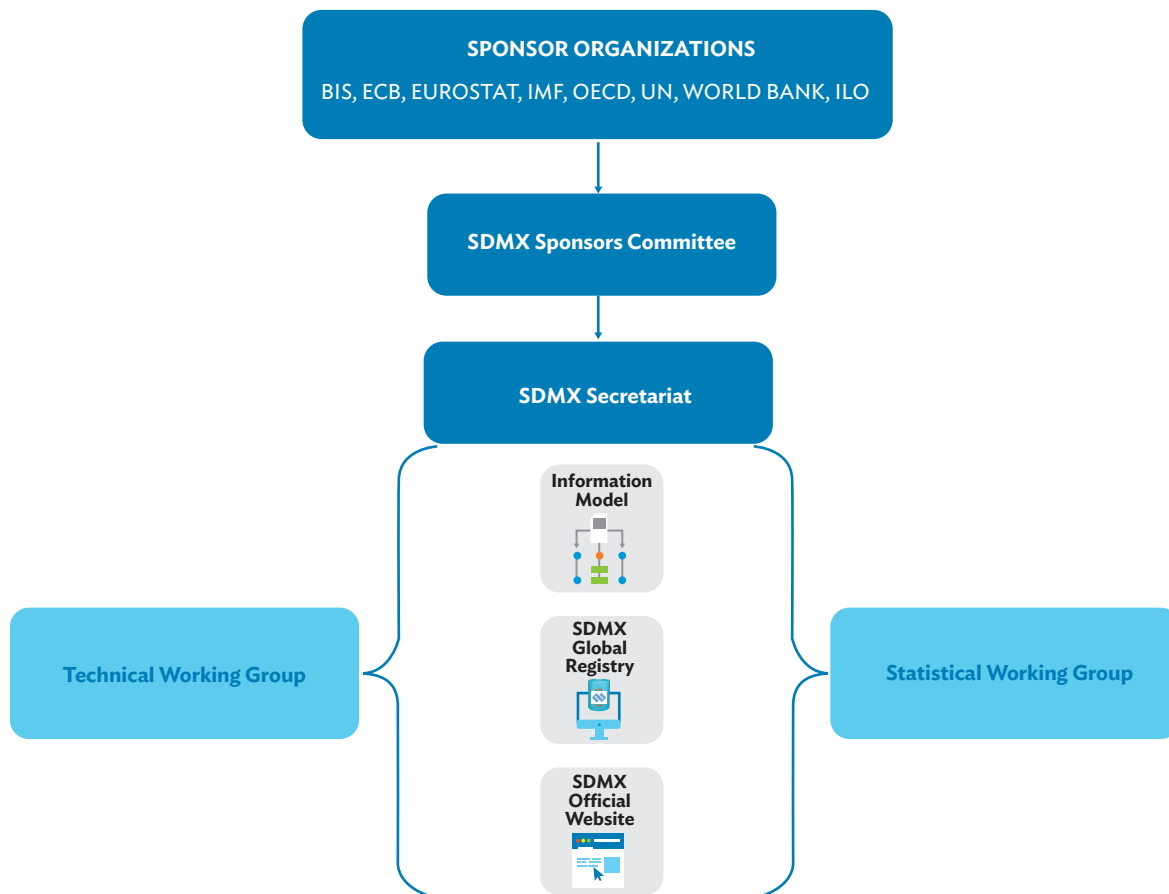 SPONSOR ORGANIZATIONS
BIS, ECB, EUROSTAT, IMF, OECD, UN, WORLD BANK, ILO
SDMX Sponsors Committee
SDMX Secretariat
Information
Model
Technical Working Group
SDMX
Global
Registry
Statistical Working Group
SDMX
Official
Website